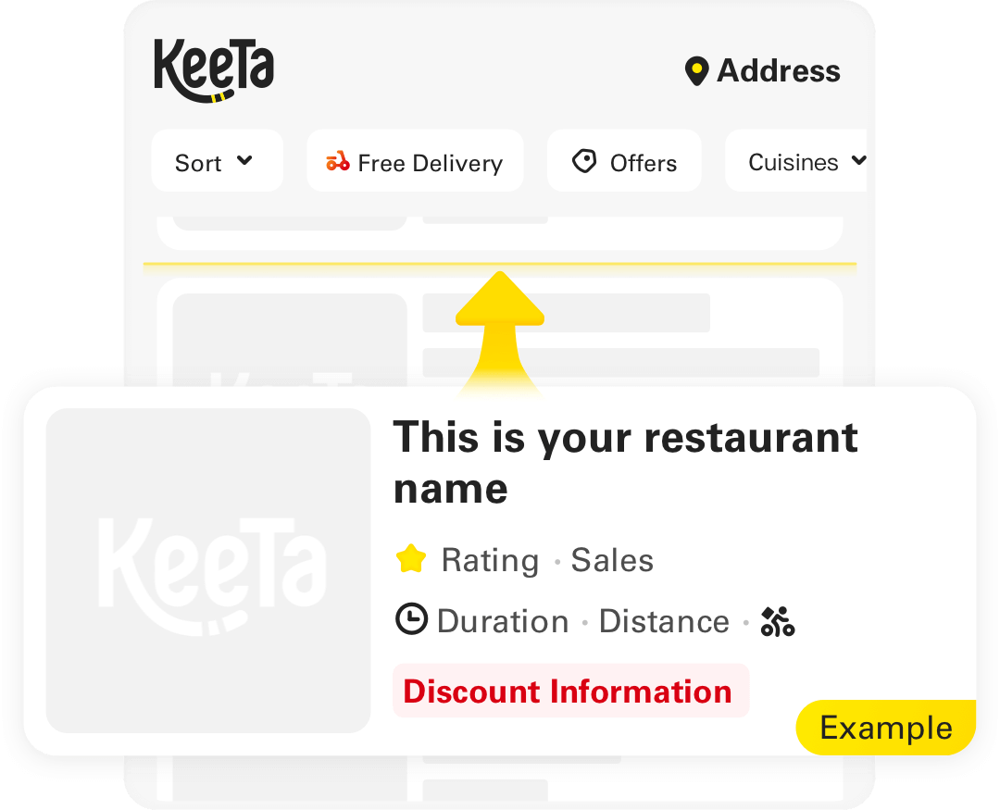 KeeTa
Address
Sort
Free Delivery
Offers
Cuisines
KeeTa
This is your restaurant
name
Rating · Sales
Duration · Distance ·
Discount Information
Example
KeeTa